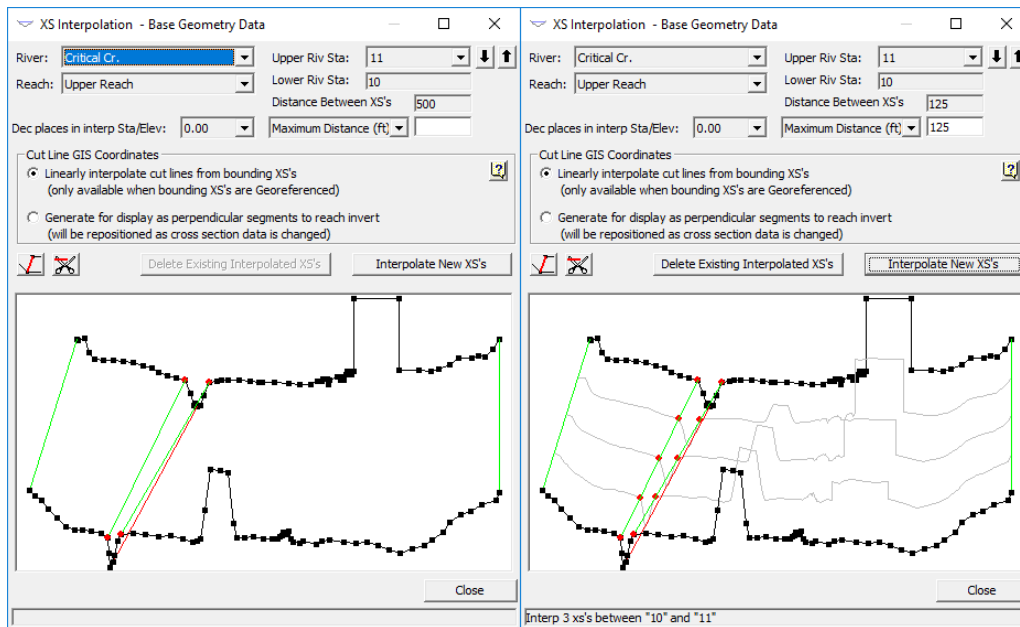 XS Interpolation - Base Geometry Data
River: Critical Cr. Upper Riv Sta: 11
Reach: Upper Reach Lower Riv Sta: 10
Distance Between XS's 500
Dec places in interp Sta/Elev: 0.00 Maximum Distance (ft)
Cut Line GIS Coordinates
Linearly interpolate cut lines from bounding XS's
(only available when bounding XS's are Georeferenced)
Generate for display as perpendicular segments to reach invert
(will be repositioned as cross section data is changed)
Delete Existing Interpolated XS's Interpolate New XS's
Close
XS Interpolation - Base Geometry Data
River: Critical Cr. Upper Riv Sta: 11
Reach: Upper Reach Lower Riv Sta: 10
Distance Between XS's 125
Dec places in interp Sta/Elev: 0.00 Maximum Distance (ft) 125
Cut Line GIS Coordinates
Linearly interpolate cut lines from bounding XS's
(only available when bounding XS's are Georeferenced)
Generate for display as perpendicular segments to reach invert
(will be repositioned as cross section data is changed)
Delete Existing Interpolated XS's Interpolate New XS's
Close
Interp 3 xs's between "10" and "11"